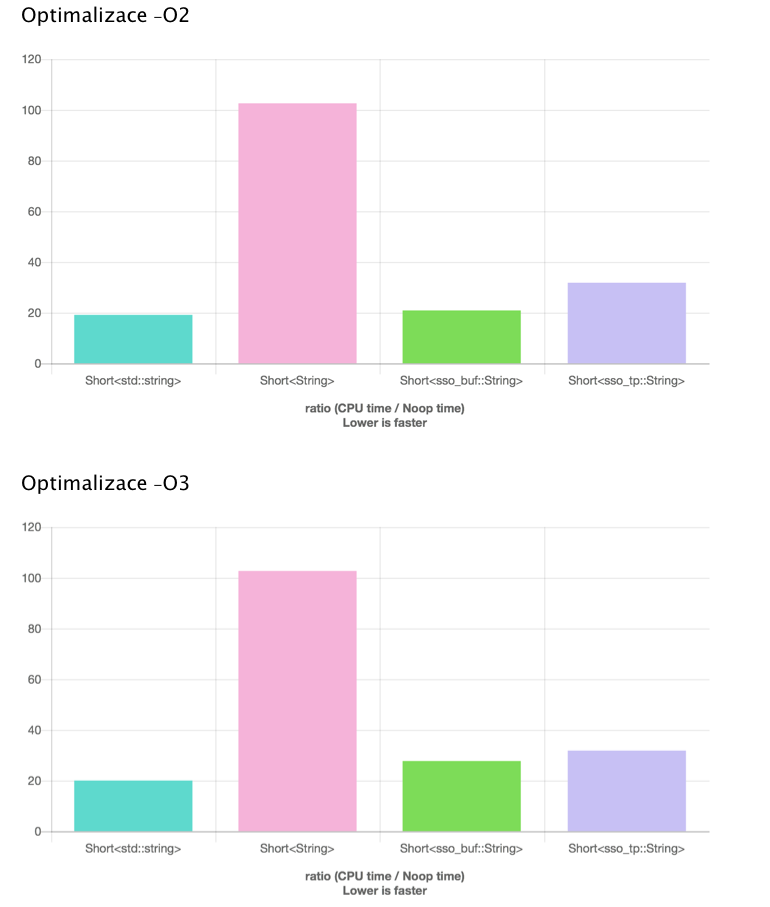 Optimalizace -O2
120
100
80
60
40
20
0
Short<std::string> Short<String> Short<sso_buf::String> Short<sso_tp::String>
ratio (CPU time / Noop time)
Lower is faster
Optimalizace -O3
120
100
80
60
40
20
0
Short<std::string> Short<String> Short<sso_buf::String> Short<sso_tp::String>
ratio (CPU time / Noop time)
Lower is faster